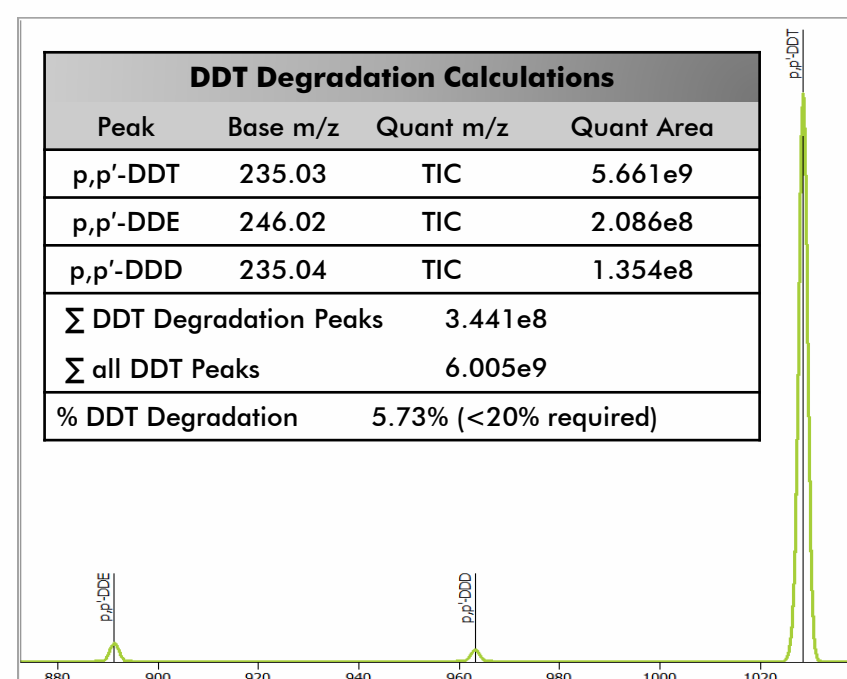 DDT Degradation Calculations
Peak Base m/z Quant m/z Quant Area
p,p'-DDT 235.03 TIC 5.661e9
p,p'-DDE 246.02 TIC 2.086e8
p,p'-DDD 235.04 TIC 1.354e8
∑ DDT Degradation Peaks 3.441e8
∑ all DDT Peaks 6.005e9
% DDT Degradation 5.73% (<20% required)
p,p'-DDE
p,p'-DDD
p,p'-DDT
880 900 920 940 960 980 1000 1020